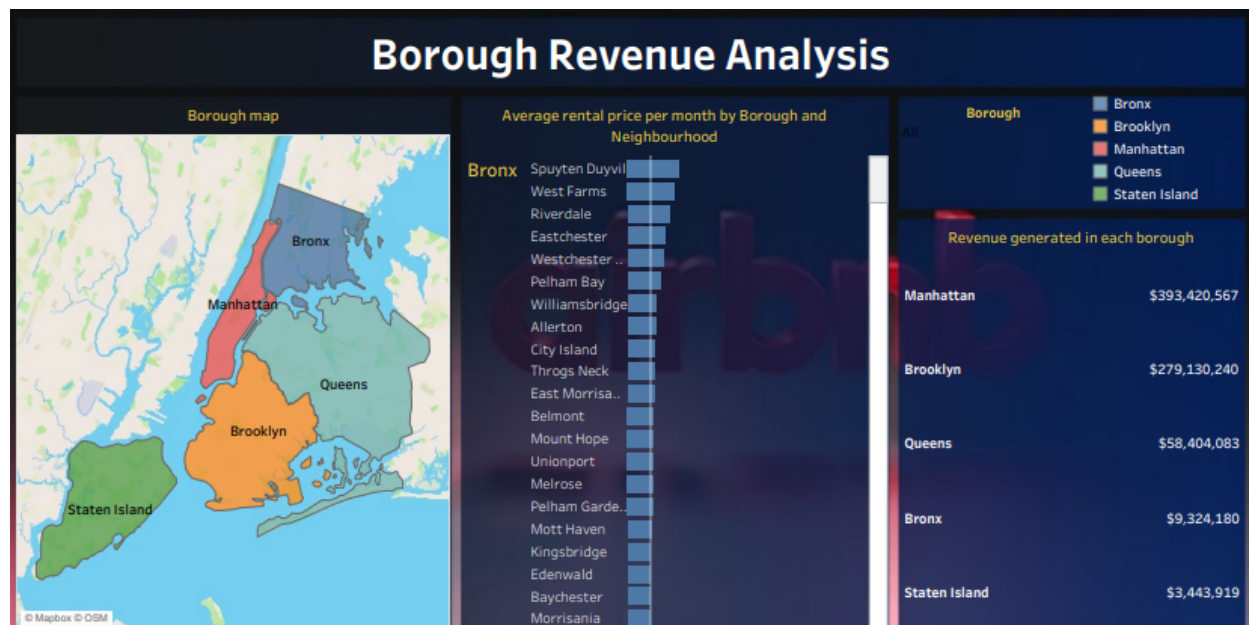 Borough Revenue Analysis
Borough map
Bronx
Manhattan
Queens
Brooklyn
Staten Island
© Mapbox © OSM
Average rental price per month by Borough and
Neighbourhood
Bronx
Spuyten Duyvil
West Farms
Riverdale
Eastchester
Westchester ..
Pelham Bay
Williamsbridge
Allerton
City Island
Throgs Neck
East Morrisa..
Belmont
Mount Hope
Unionport
Melrose
Pelham Garde..
Mott Haven
Kingsbridge
Edenwald
Baychester
Morrisania
airbnb
Borough
All
Bronx
Brooklyn
Manhattan
Queens
Staten Island
Revenue generated in each borough
Manhattan $393,420,567
Brooklyn $279,130,240
Queens $58,404,083
Bronx $9,324,180
Staten Island $3,443,919